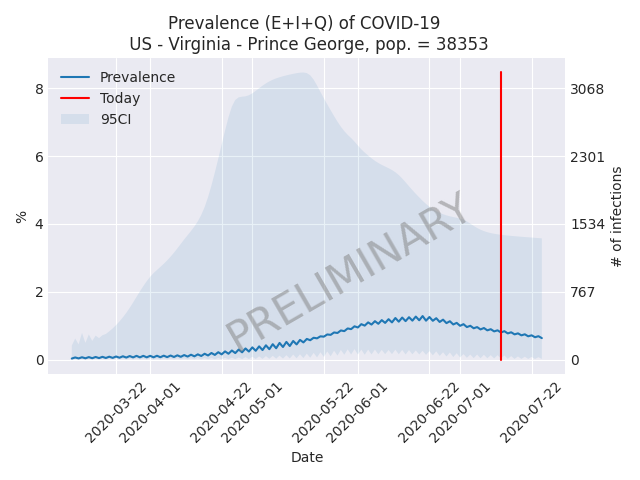 Prevalence (E+I+Q) of COVID-19
US - Virginia - Prince George, pop. = 38353
Prevalence
Today
95CI
8
6
4
2
0
%
3068
2301
1534
767
0
# of infections
PRELIMINARY
2020-03-22
2020-04-01
2020-04-22
2020-05-01
2020-05-22
2020-06-01
2020-06-22
2020-07-01
2020-07-22
Date